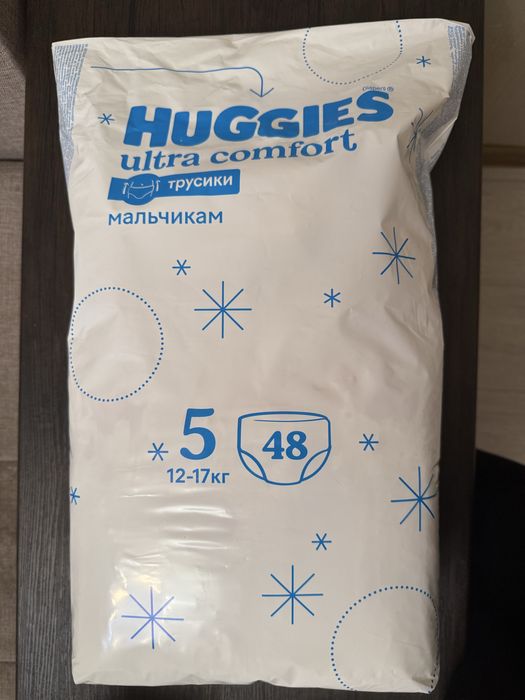 HUGGIES
ultra comfort
трусики
мальчикам
5
48
12-17кг